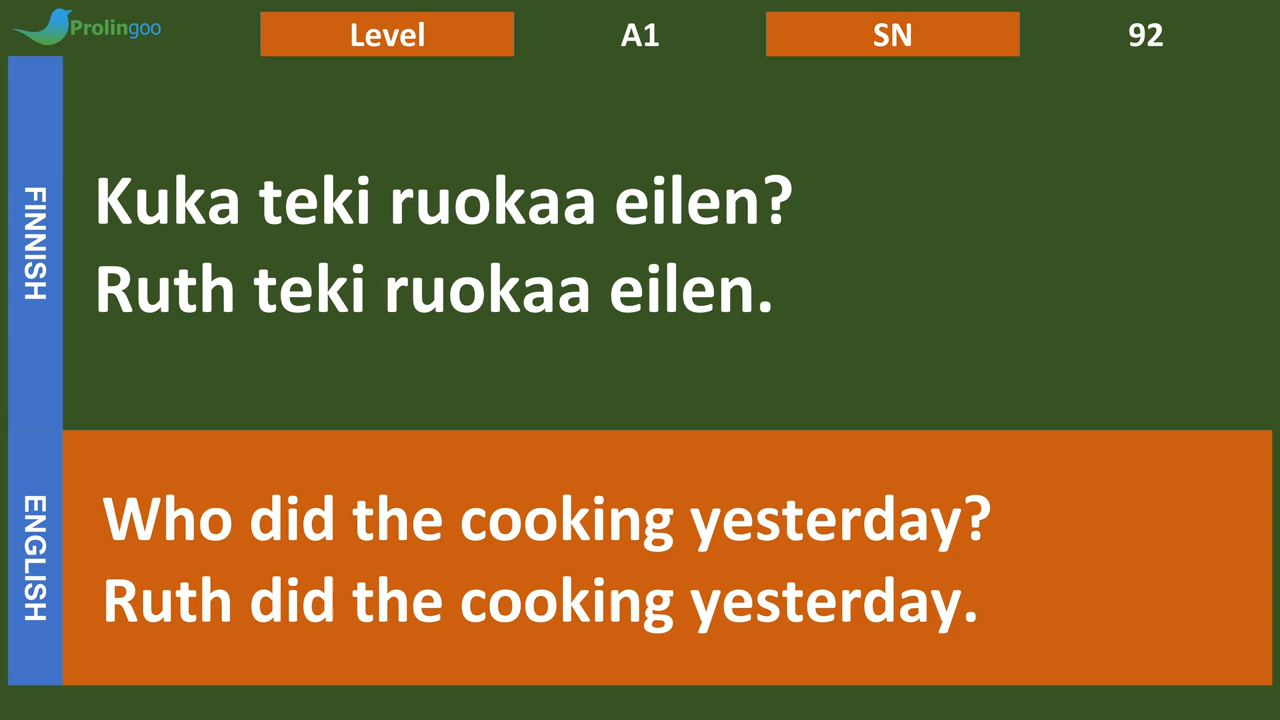 Prolingoo
Level A1 SN 92
FINNISH
Kuka teki ruokaa eilen?
Ruth teki ruokaa eilen.
ENGLISH
Who did the cooking yesterday?
Ruth did the cooking yesterday.